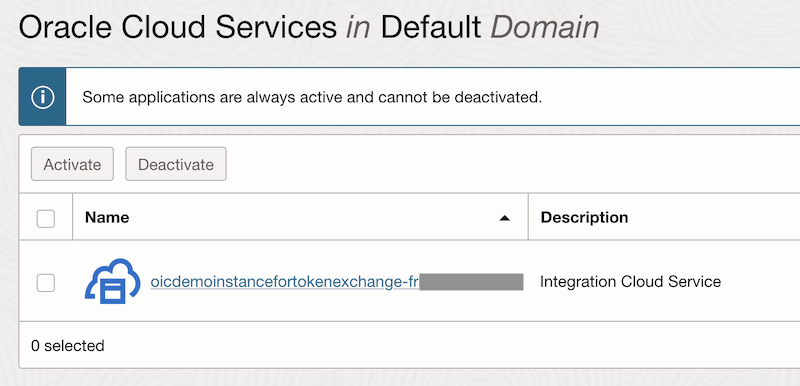 Oracle Cloud Services in Default Domain
Some applications are always active and cannot be deactivated.
Activate Deactivate
Name Description
oicdemoinstancefortokenexchange-fr Integration Cloud Service
0 selected